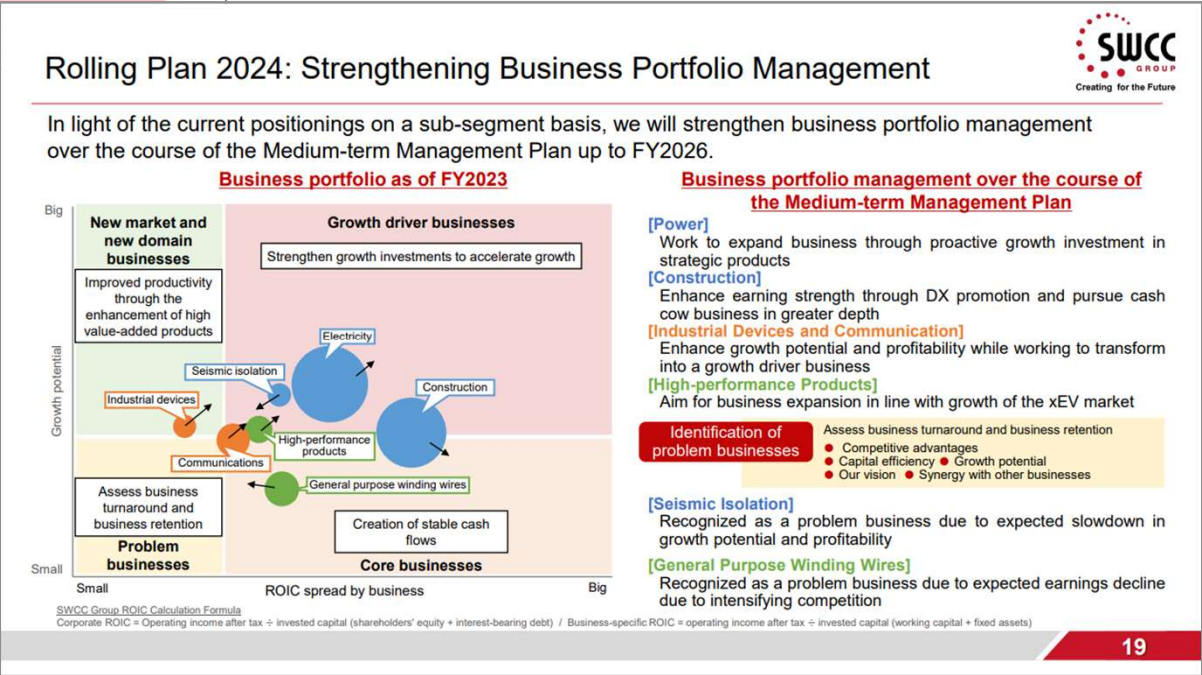 SWCC
GROUP
Creating for the Future
Rolling Plan 2024: Strengthening Business Portfolio Management
In light of the current positionings on a sub-segment basis, we will strengthen business portfolio management
over the course of the Medium-term Management Plan up to FY2026.
Business portfolio as of FY2023
Big
New market and
new domain
businesses
Improved productivity
through the
enhancement of high
value-added products
Growth driver businesses
Strengthen growth investments to accelerate growth
Growth potential
Electricity
Seismic isolation
Construction
Industrial devices
High-performance
products
Communications
General purpose winding wires
Assess business
turnaround and
business retention
Problem
businesses
Creation of stable cash
flows
Core businesses
Small
Small
ROIC spread by business
Big
SWCC Group ROIC Calculation Formula
Corporate ROIC = Operating income after tax ÷ invested capital (shareholders' equity + interest-bearing debt) / Business-specific ROIC = operating income after tax ÷ invested capital (working capital + fixed assets)
Business portfolio management over the course of
the Medium-term Management Plan
[Power]
Work to expand business through proactive growth investment in
strategic products
[Construction]
Enhance earning strength through DX promotion and pursue cash
cow business in greater depth
[Industrial Devices and Communication]
Enhance growth potential and profitability while working to transform
into a growth driver business
[High-performance Products]
Aim for business expansion in line with growth of the xEV market
Identification of
problem businesses
Assess business turnaround and business retention
● Competitive advantages
● Capital efficiency ● Growth potential
● Our vision ● Synergy with other businesses
[Seismic Isolation]
Recognized as a problem business due to expected slowdown in
growth potential and profitability
[General Purpose Winding Wires]
Recognized as a problem business due to expected earnings decline
due to intensifying competition
19